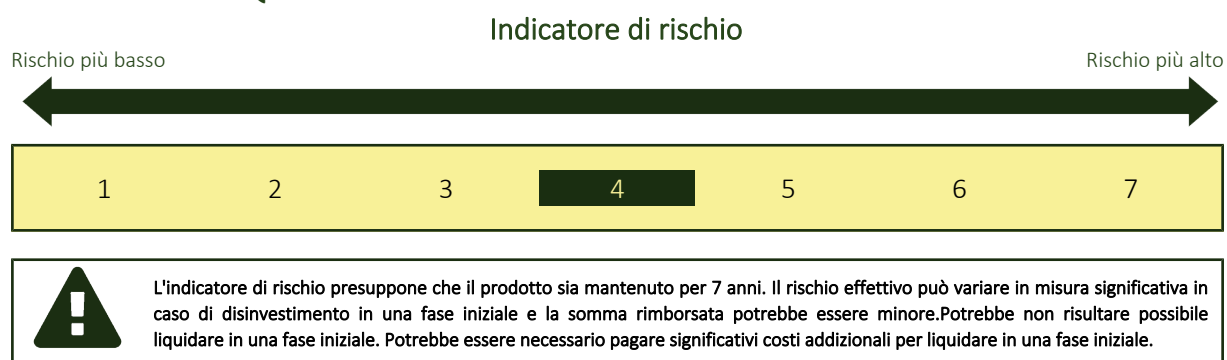 Indicatore di rischio
Rischio più basso
Rischio più alto
1 2 3 4 5 6 7
L'indicatore di rischio presuppone che il prodotto sia mantenuto per 7 anni. Il rischio effettivo può variare in misura significativa in
caso di disinvestimento in una fase iniziale e la somma rimborsata potrebbe essere minore.Potrebbe non risultare possibile
liquidare in una fase iniziale. Potrebbe essere necessario pagare significativi costi addizionali per liquidare in una fase iniziale.